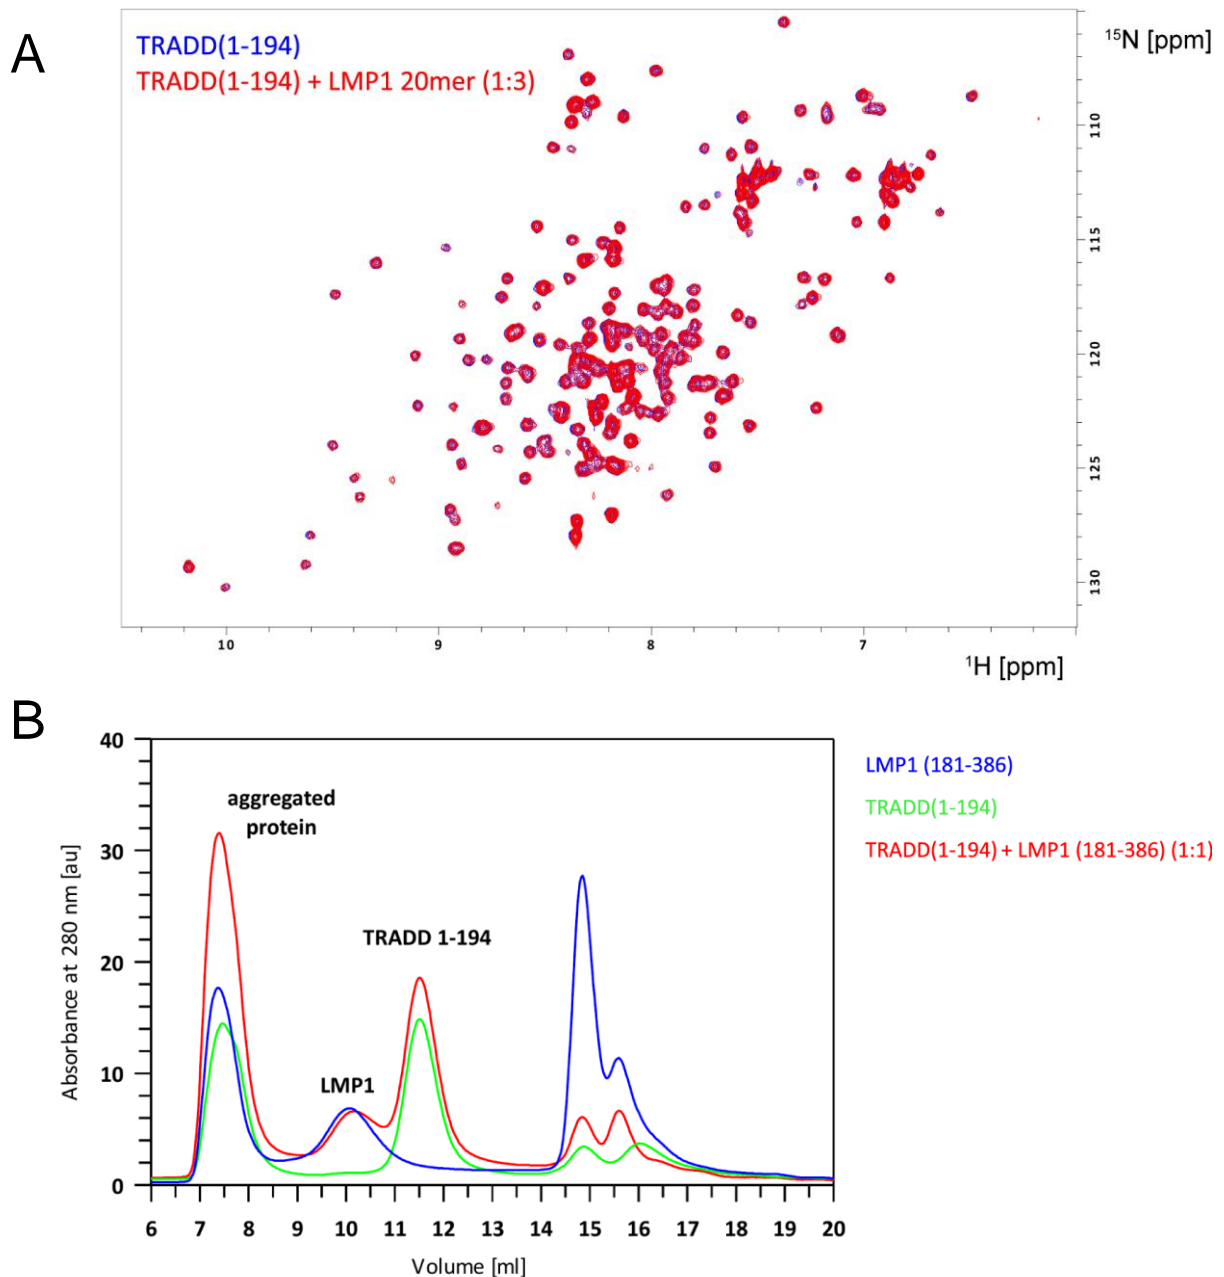 A
TRADD(1-194)
TRADD(1-194) + LMP1 20mer (1:3)
15N [ppm]
110
115
120
125
130
10
9
8
7
1H [ppm]
B
40
30
20
10
0
Absorbance at 280 nm [au]
aggregated
protein
LMP1
TRADD 1-194
LMP1 (181-386)
TRADD(1-194)
TRADD(1-194) + LMP1 (181-386) (1:1)
6 7 8 9 10 11 12 13 14 15 16 17 18 19 20
Volume [ml]